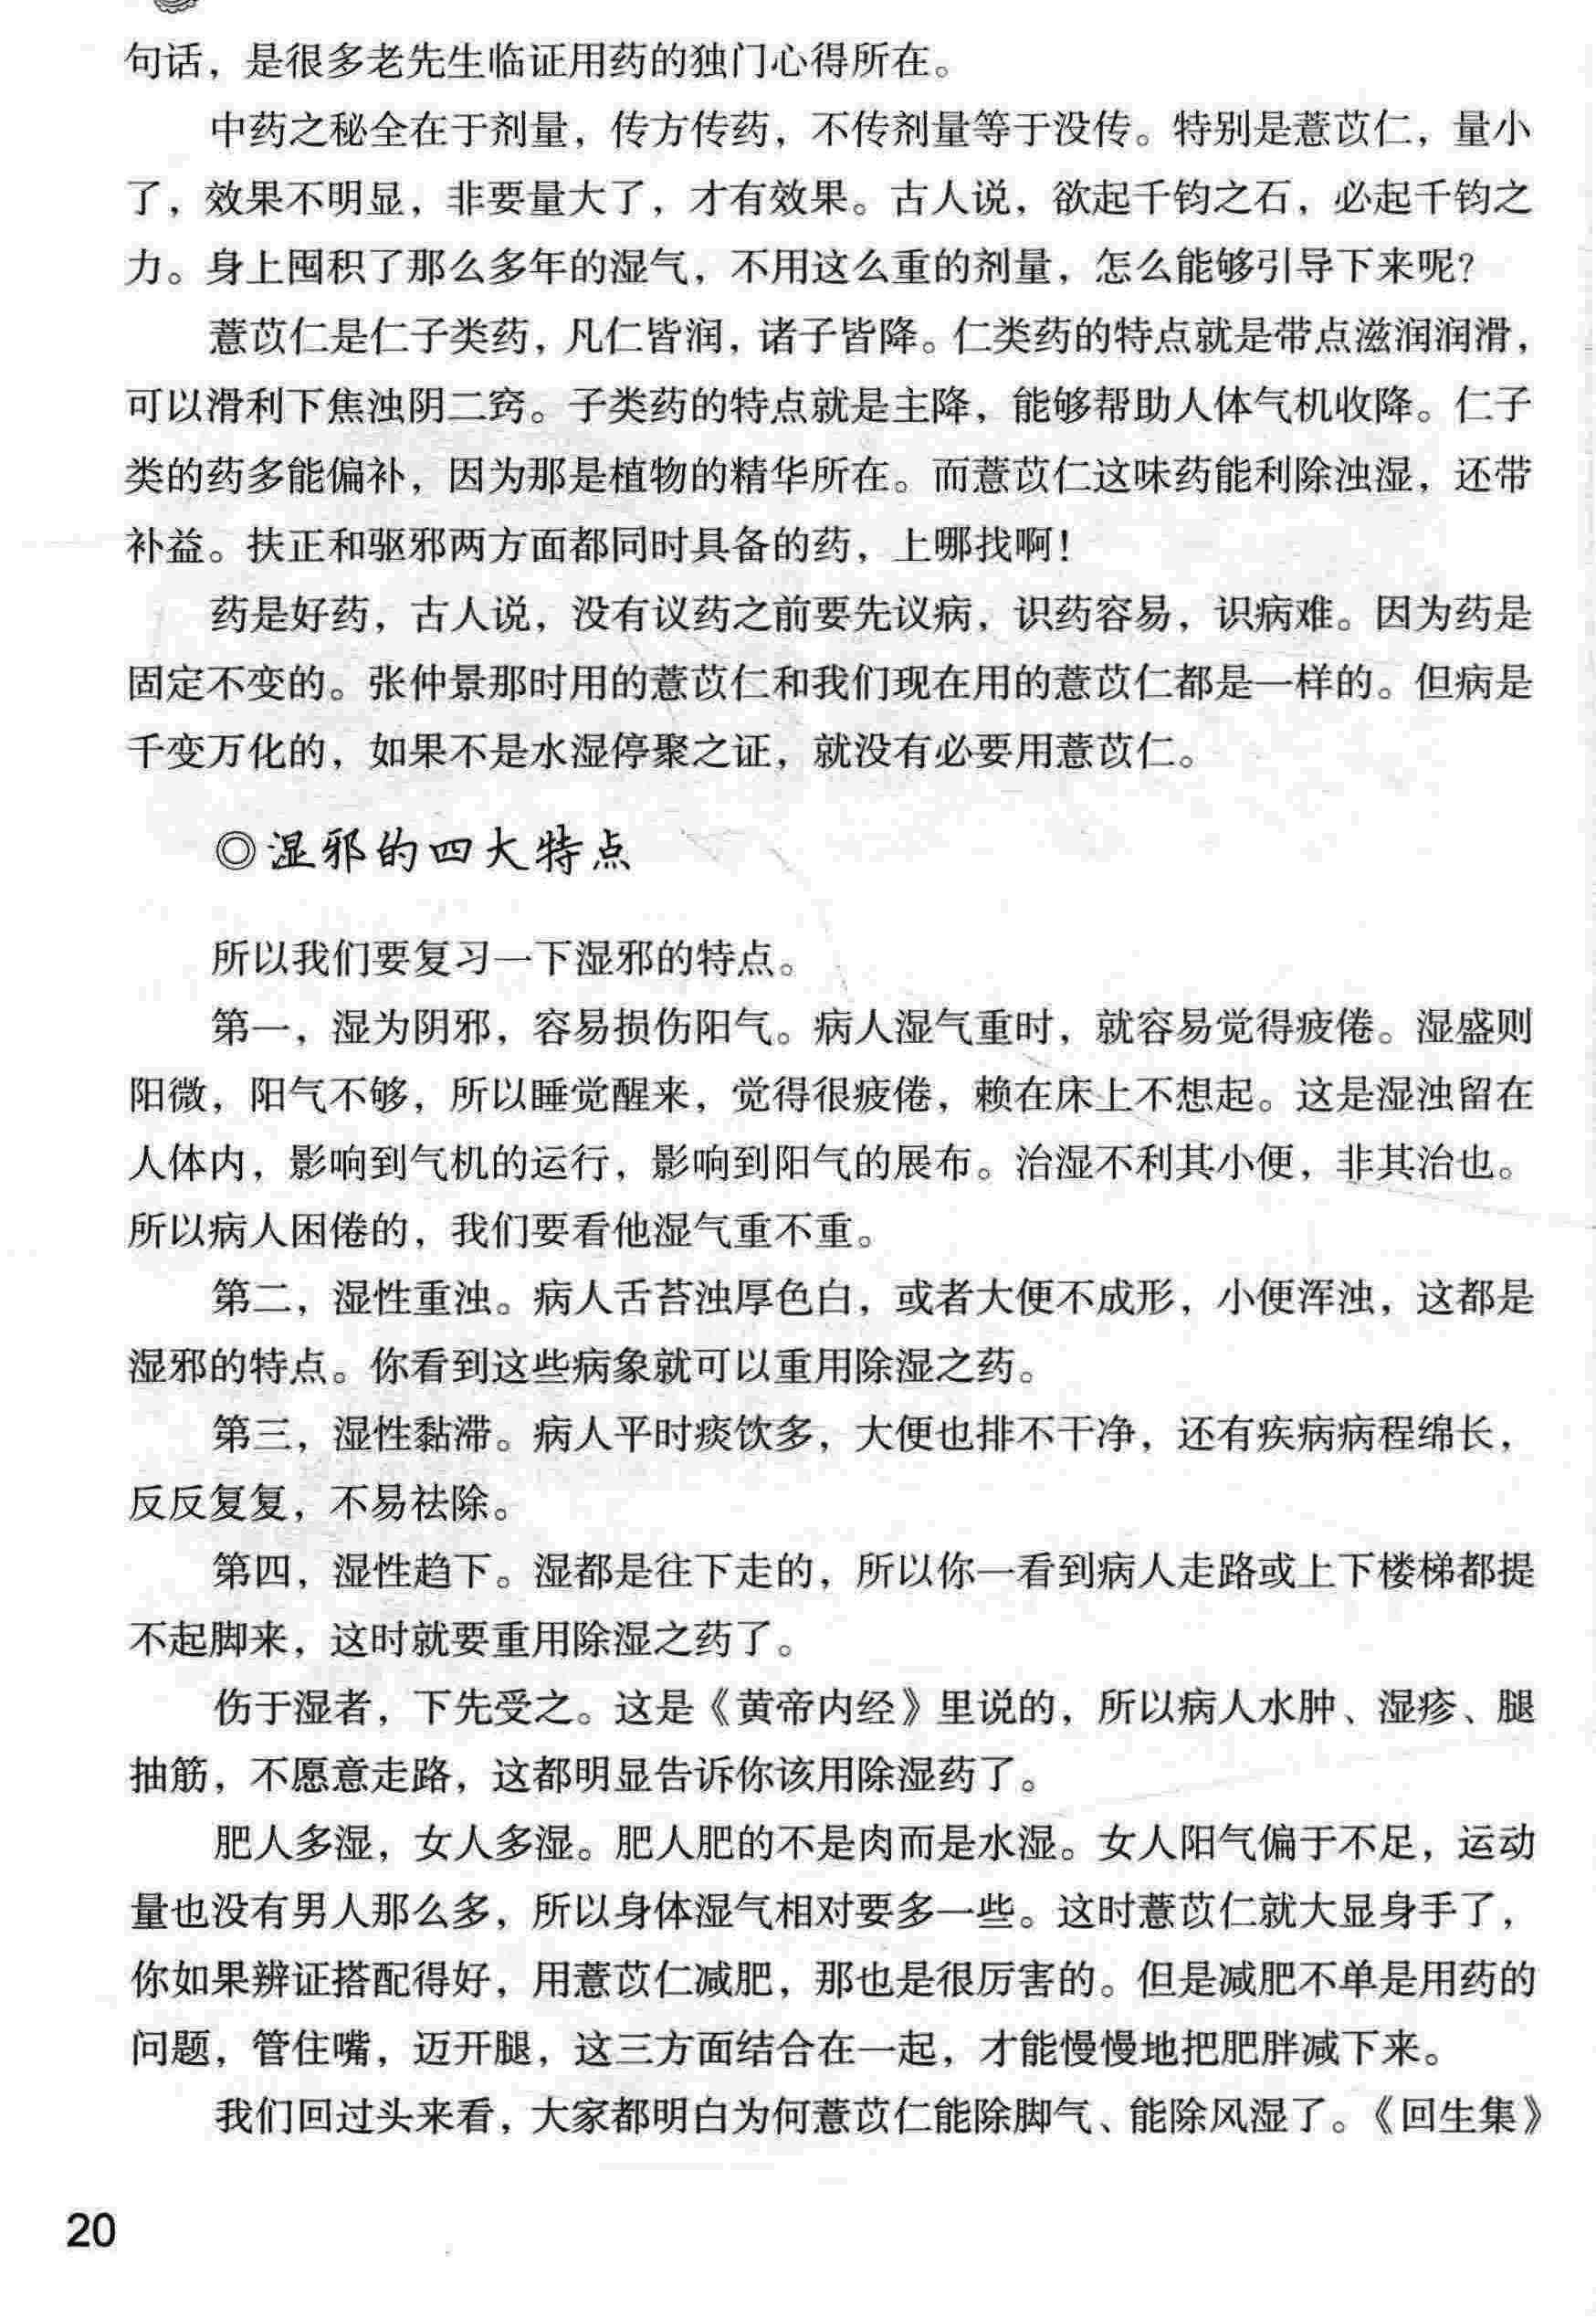 句话，是很多老先生临证用药的独门心得所在。
中药之秘全在于剂量，传方传药，不传剂量等于没传。特别是薏苡仁，量小
了，效果不明显，非要量大了，才有效果。古人说，欲起千钧之石，必起千钧之
力。身上囤积了那么多年的湿气，不用这么重的剂量，怎么能够引导下来呢？
薏苡仁是仁子类药，凡仁皆润，诸子皆降。仁类药的特点就是带点滋润润滑，
可以滑利下焦浊阴二窍。子类药的特点就是主降，能够帮助人体气机收降。仁子
类的药多能偏补，因为那是植物的精华所在。而薏苡仁这味药能利除浊湿，还带
补益。扶正和驱邪两方面都同时具备的药，上哪找啊！
药是好药，古人说，没有议药之前要先议病，识药容易，识病难。因为药是
固定不变的。张仲景那时用的薏苡仁和我们现在用的薏苡仁都是一样的。但病是
千变万化的，如果不是水湿停聚之证，就没有必要用薏苡仁。
◎湿邪的四大特点
所以我们要复习一下湿邪的特点。
第一，湿为阴邪，容易损伤阳气。病人湿气重时，就容易觉得疲倦。湿盛则
阳微，阳气不够，所以睡觉醒来，觉得很疲倦，赖在床上不想起。这是湿浊留在
人体内，影响到气机的运行，影响到阳气的展布。治湿不利其小便，非其治也。
所以病人困倦的，我们要看他湿气重不重。
第二，湿性重浊。病人舌苔浊厚色白，或者大便不成形，小便浑浊，这都是
湿邪的特点。你看到这些病象就可以重用除湿之药。
第三，湿性黏滞。病人平时痰饮多，大便也排不干净，还有疾病病程绵长，
反反复复，不易祛除。
第四，湿性趋下。湿都是往下走的，所以你一看到病人走路或上下楼梯都提
不起脚来，这时就要重用除湿之药了。
伤于湿者，下先受之。这是《黄帝内经》里说的，所以病人水肿、湿疹、腿
抽筋，不愿意走路，这都明显告诉你该用除湿药了。
肥人多湿，女人多湿。肥人肥的不是肉而是水湿。女人阳气偏于不足，运动
量也没有男人那么多，所以身体湿气相对要多一些。这时薏苡仁就大显身手了，
你如果辨证搭配得好，用薏苡仁减肥，那也是很厉害的。但是减肥不单是用药的
问题，管住嘴，迈开腿，这三方面结合在一起，才能慢慢地把肥胖减下来。
我们回过头来看，大家都明白为何薏苡仁能除脚气、能除风湿了。《回生集》
20